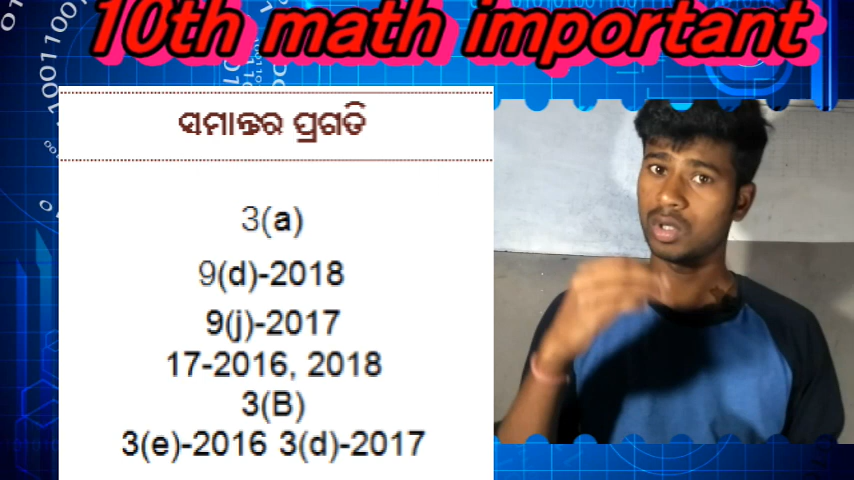 10th math important
ସମାନ୍ତର ପ୍ରଗତି
3(a)
9(d)-2018
9(j)-2017
17-2016, 2018
3(B)
3(e)-2016 3(d)-2017